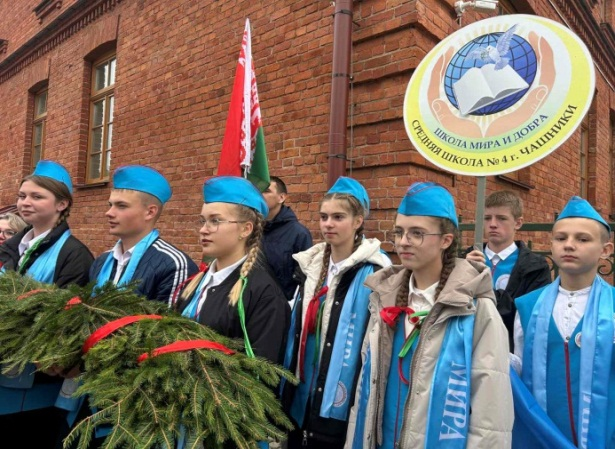 ШКОЛА МИРА И ДОБРА
СРЕДНЯЯ ШКОЛА № 4 г. ЧАШНИКИ
МИРА